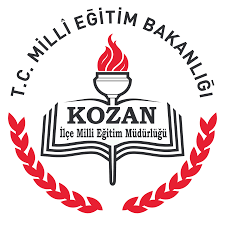 T.C. MİLLÎ EĞİTİM BAKANLIĞI
KOZAN
İlçe Milli Eğitim Müdürlüğü